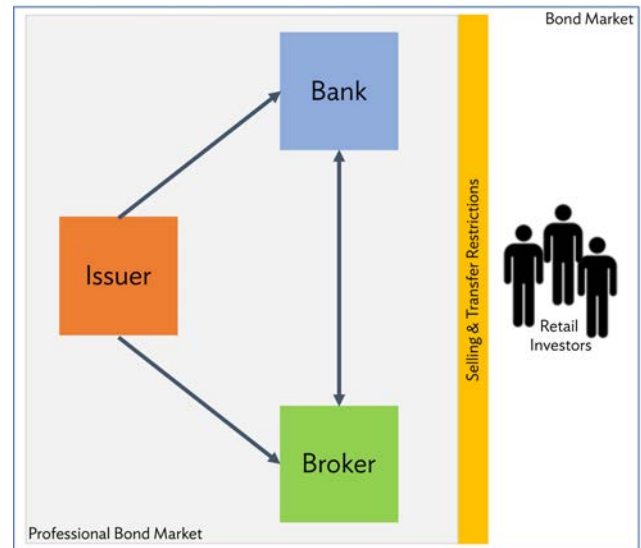 Bond Market
Bank
Issuer
Selling & Transfer Restrictions
Retail
Investors
Broker
Professional Bond Market